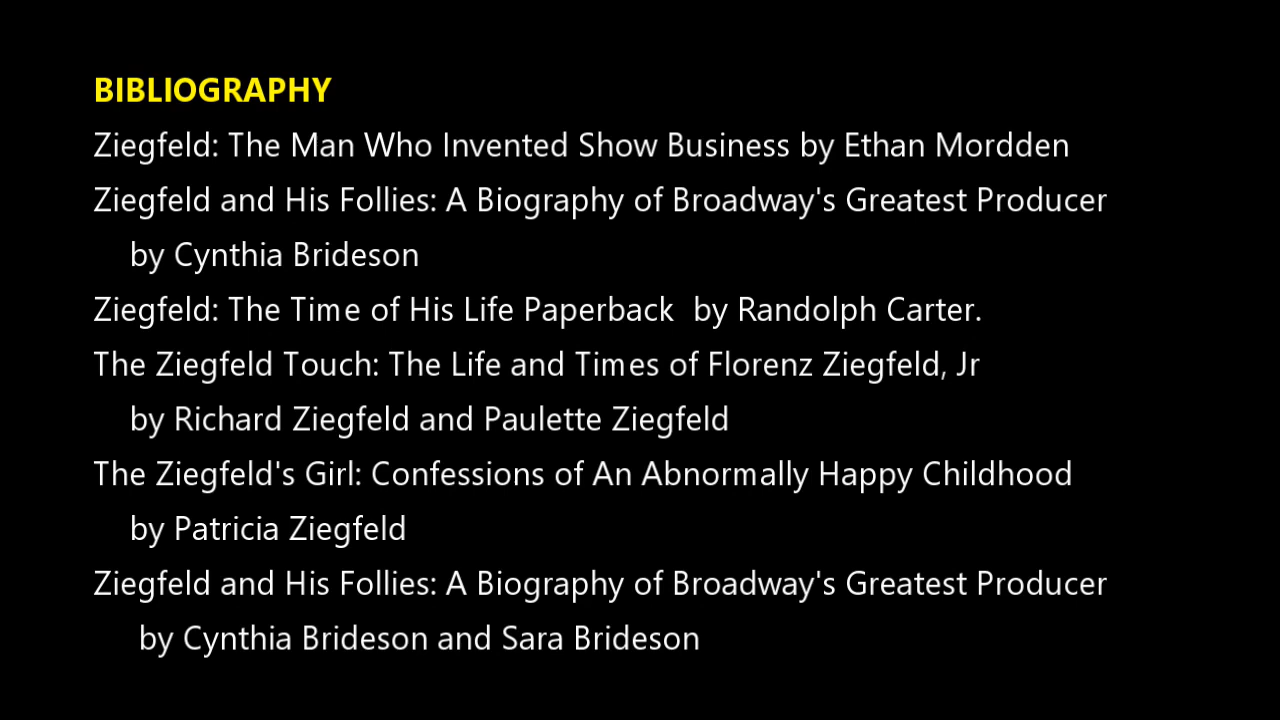 BIBLIOGRAPHY
Ziegfeld: The Man Who Invented Show Business by Ethan Mordden
Ziegfeld and His Follies: A Biography of Broadway's Greatest Producer
by Cynthia Brideson
Ziegfeld: The Time of His Life Paperback  by Randolph Carter.
The Ziegfeld Touch: The Life and Times of Florenz Ziegfeld, Jr
by Richard Ziegfeld and Paulette Ziegfeld
The Ziegfeld's Girl: Confessions of An Abnormally Happy Childhood
by Patricia Ziegfeld
Ziegfeld and His Follies: A Biography of Broadway's Greatest Producer
by Cynthia Brideson and Sara Brideson